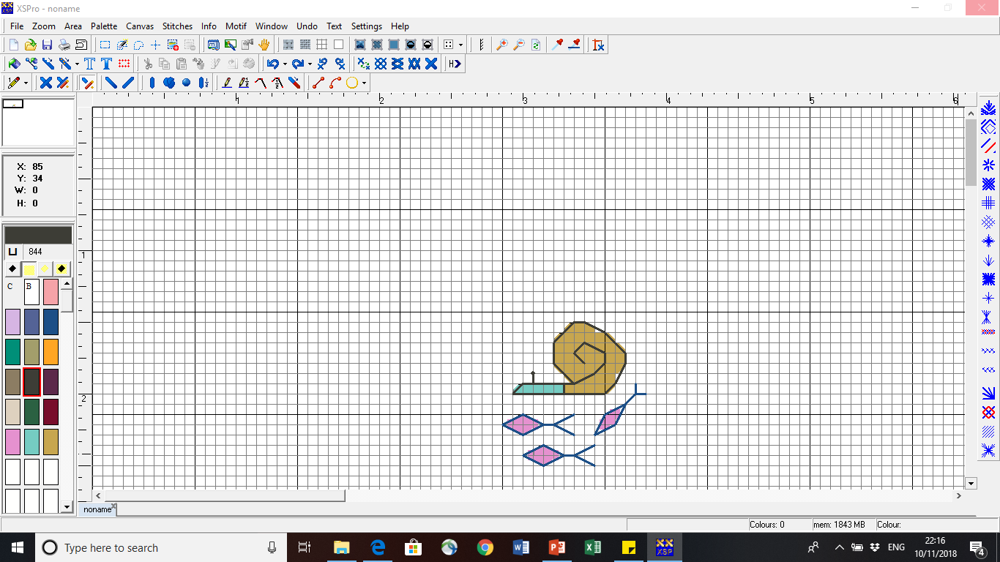 XSPro - noname
File Zoom Area Palette Canvas Stitches Info Motif Window Undo Text Settings Help
H
1 2 3 4 5 6
X: 85
Y: 34
W: 0
H: 0
1
844
C B
2
noname
Colours: 0 mem: 1843 MB Colour:
Type here to search
ENG
22:16
10/11/2018
4